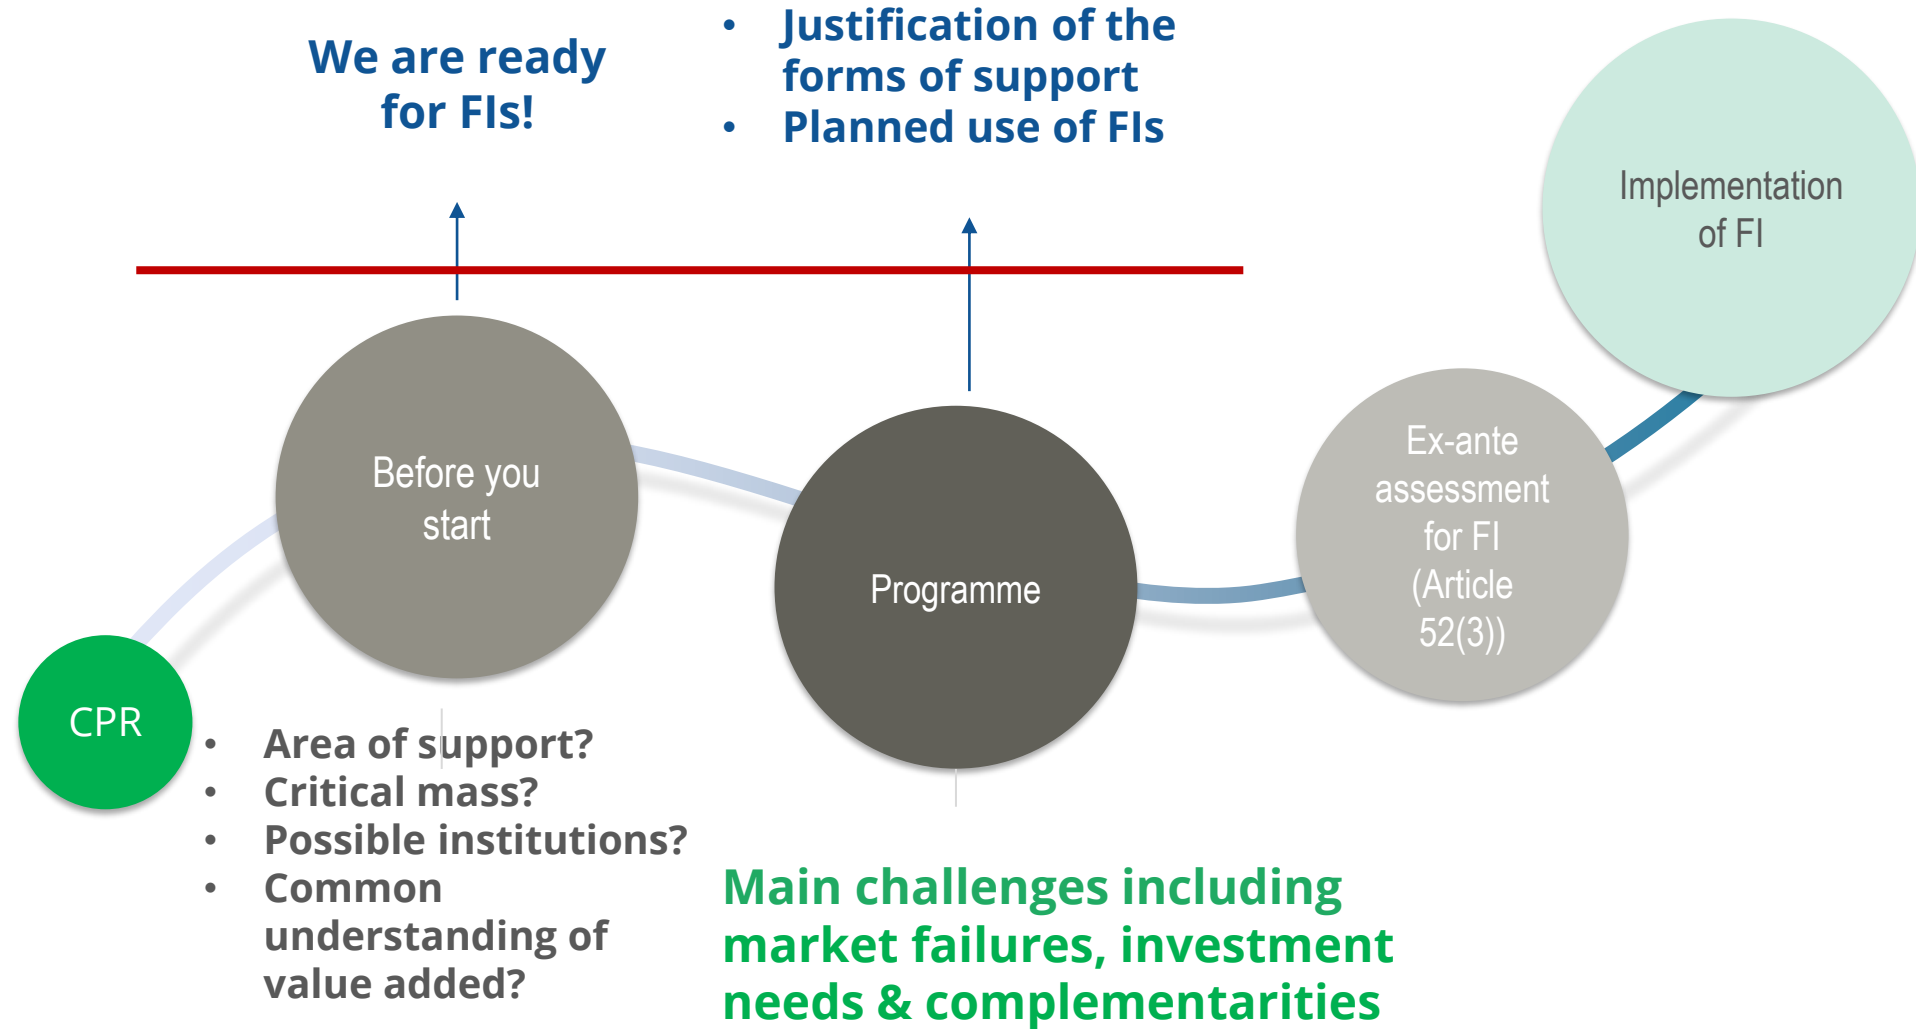 We are ready
for FIs!
• Justification of the
forms of support
• Planned use of FIs
Implementation
of FI
Before you
start
Programme
Ex-ante
assessment
for FI
(Article
52(3))
CPR
• Area of support?
• Critical mass?
• Possible institutions?
• Common
understanding of
value added?
Main challenges including
market failures, investment
needs & complementarities